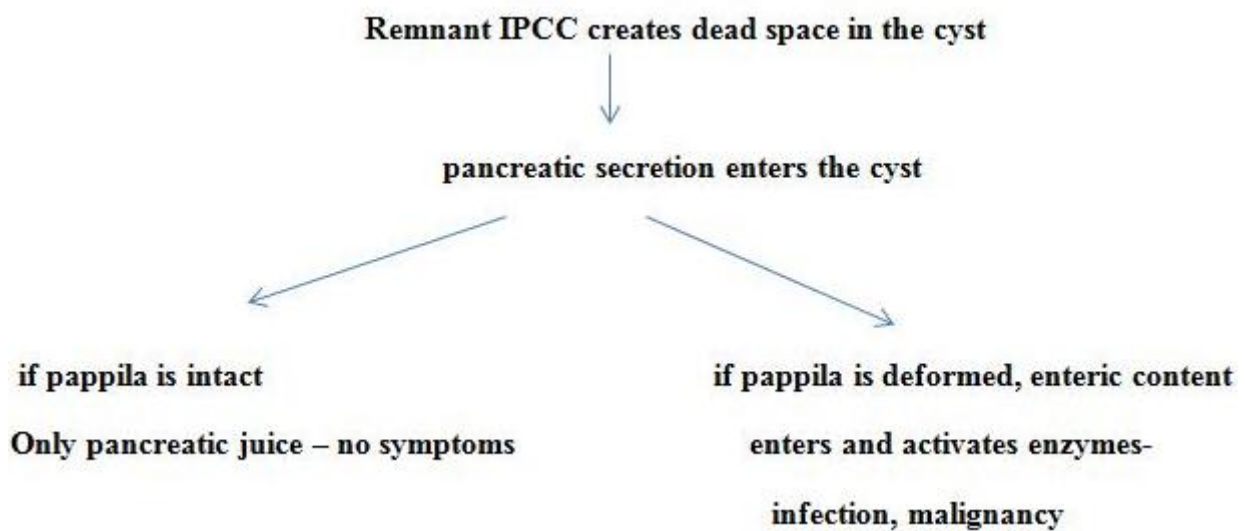 Remnant IPCC creates dead space in the cyst
pancreatic secretion enters the cyst
if pappila is intact
Only pancreatic juice – no symptoms
if pappila is deformed, enteric content
enters and activates enzymes-
infection, malignancy